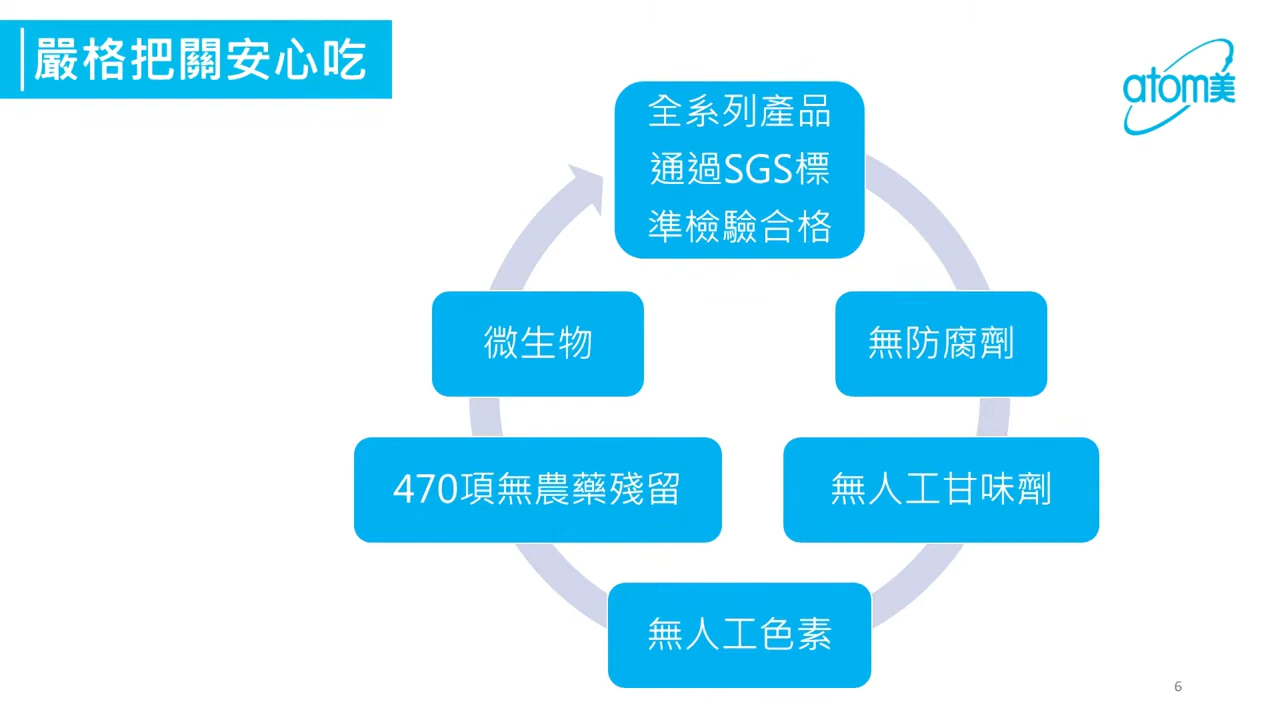 嚴格把關安心吃
atom美
全系列產品
通過SGS標
準檢驗合格
無防腐劑
無人工甘味劑
無人工色素
470項無農藥殘留
微生物
6